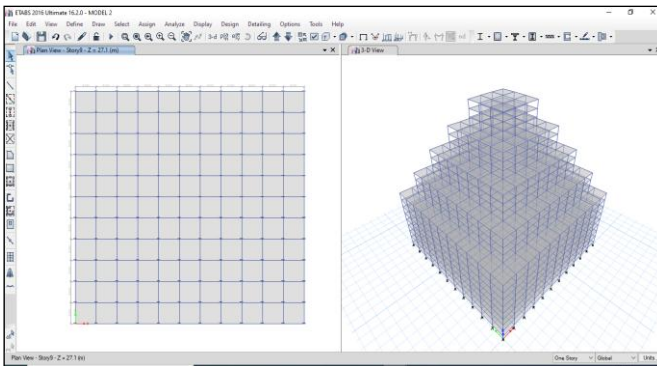 ETABS 2016 Ultimate 16.2.0 - MODEL 2
File Edit View Define Draw Select Assign Analyze Display Design Detailing Options Tools Help
Plan View - Story9 - Z = 27.1 (m)
3-D View
Plan View - Story9 - Z = 27.1 (m)
One Story
Global
Units